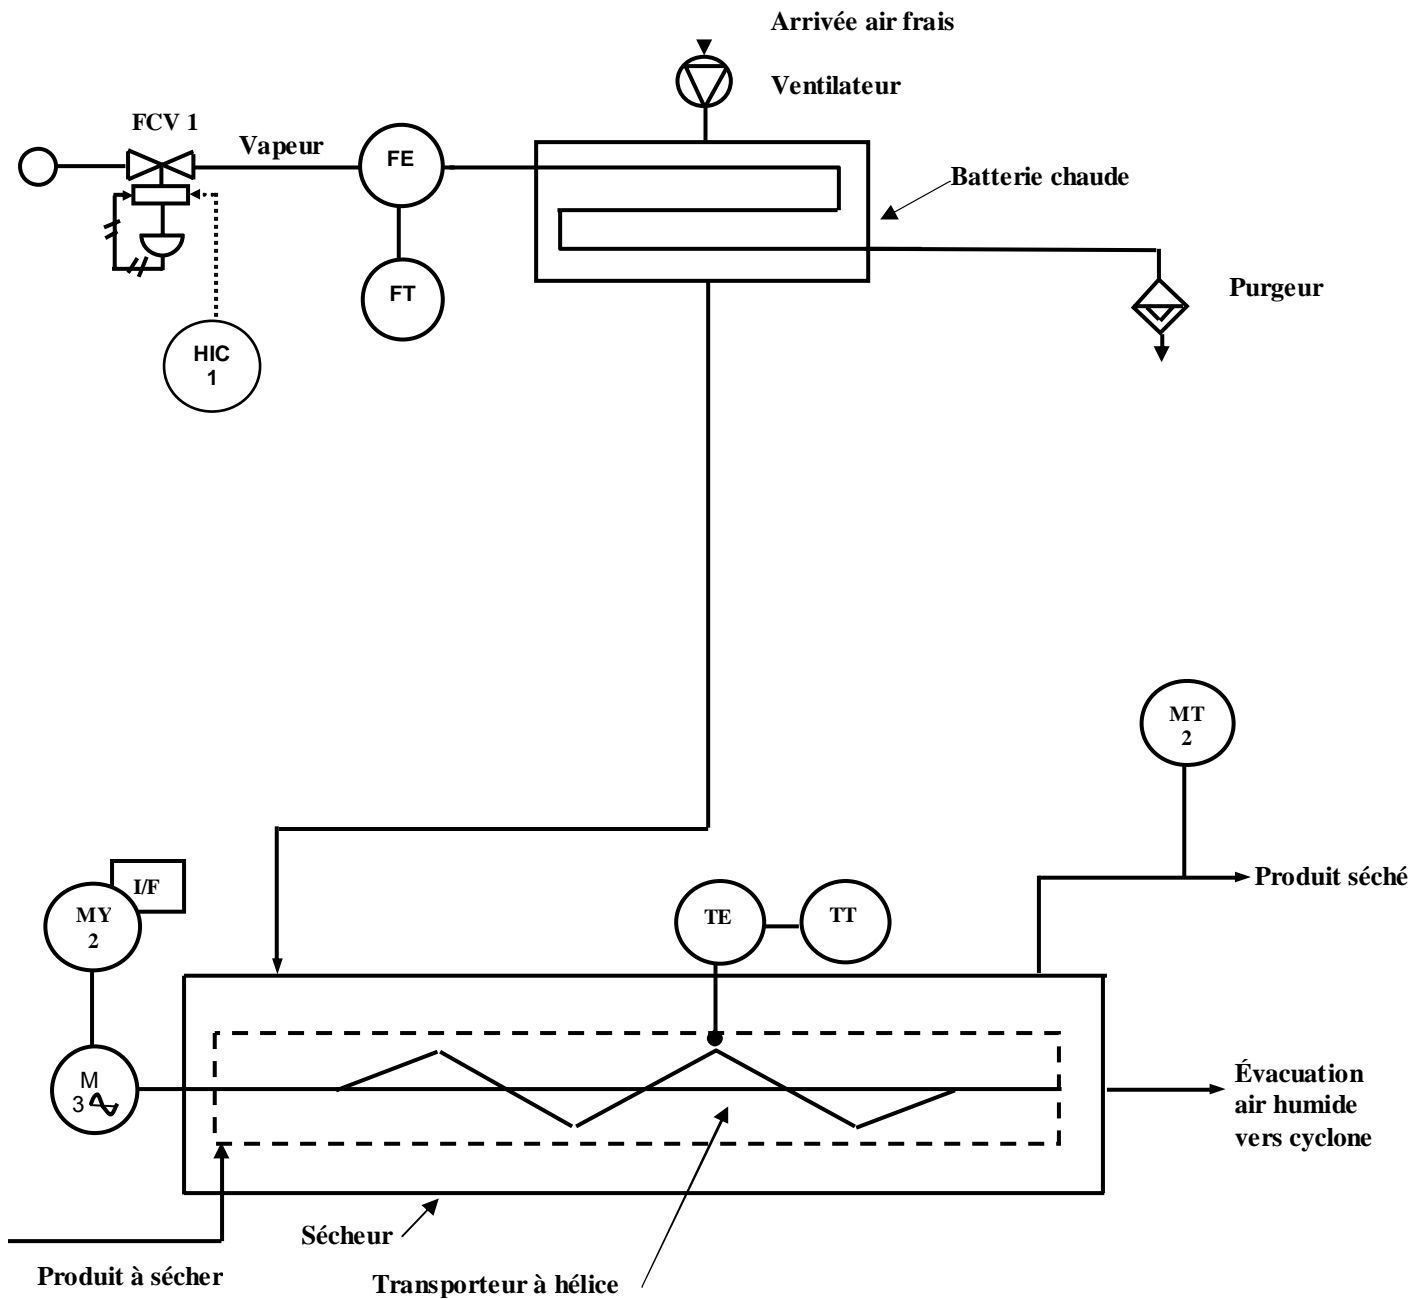 Arrivée air frais
Ventilateur
FCV 1
Vapeur
FE
Batterie chaude
FT
Purgeur
HIC
1
MT
2
Produit séché
I/F
MY
2
TE
TT
M
3
Évacuation
air humide
vers cyclone
Sécheur
Produit à sécher
Transporteur à hélice